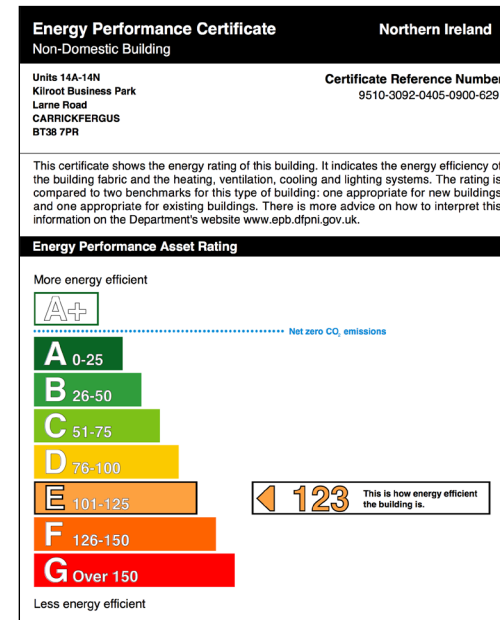 Energy Performance Certificate
Northern Ireland
Non-Domestic Building
Units 14A-14N
Kilroot Business Park
Larne Road
CARRICKFERGUS
BT38 7PR
Certificate Reference Number
9510-3092-0405-0900-629
This certificate shows the energy rating of this building. It indicates the energy efficiency of
the building fabric and the heating, ventilation, cooling and lighting systems. The rating is
compared to two benchmarks for this type of building: one appropriate for new buildings
and one appropriate for existing buildings. There is more advice on how to interpret this
information on the Department's website www.epb.dfpni.gov.uk.
Energy Performance Asset Rating
More energy efficient
A+
Net zero CO₂ emissions
A 0-25
B 26-50
C 51-75
D 76-100
E 101-125
123
This is how energy efficient
the building is.
F 126-150
G Over 150
Less energy efficient